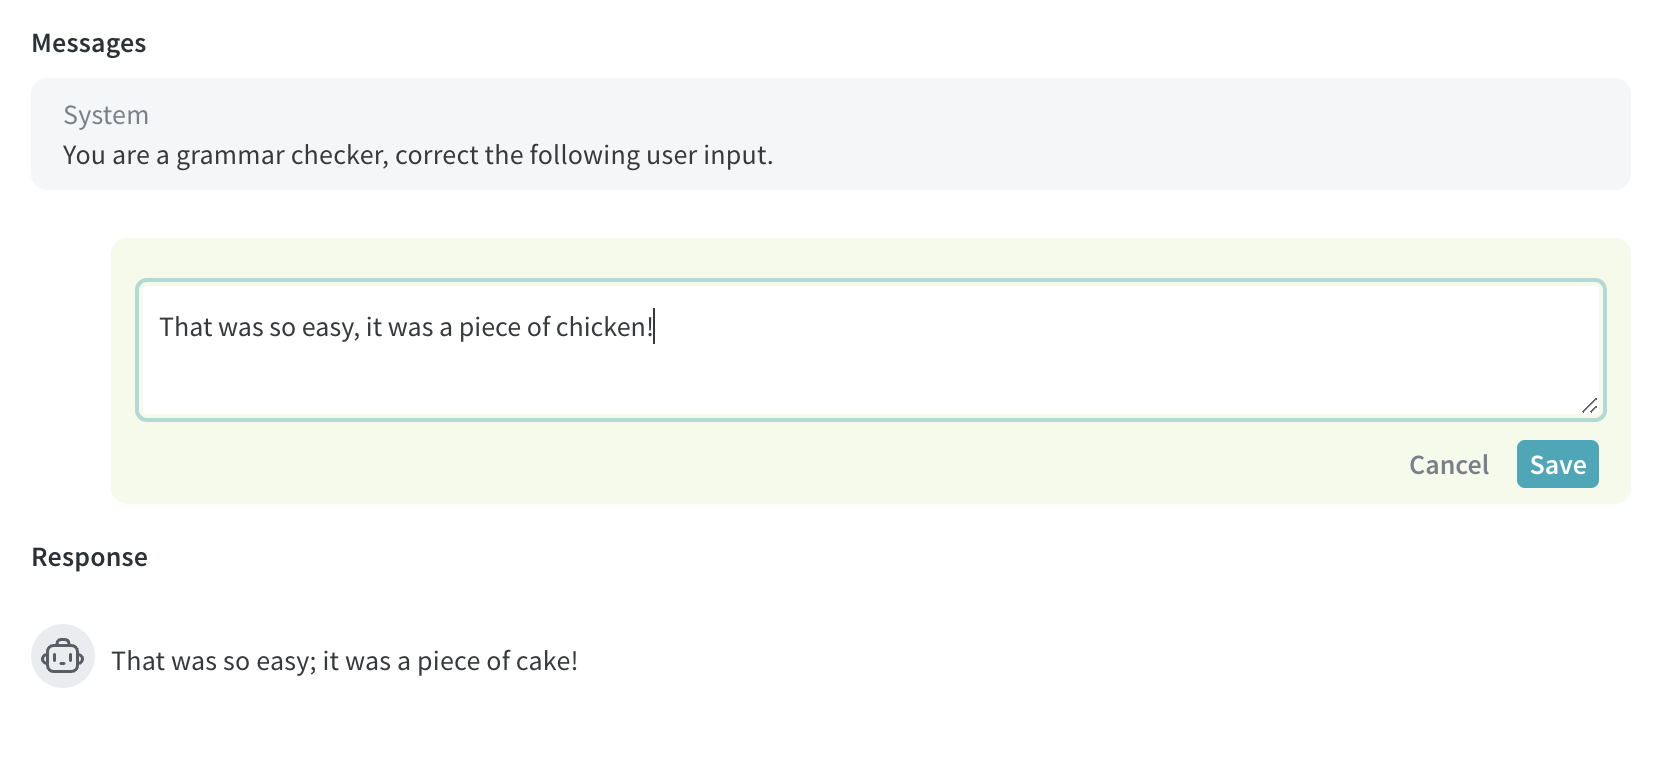 Messages
System
You are a grammar checker, correct the following user input.
That was so easy, it was a piece of chicken!
Cancel Save
Response
That was so easy; it was a piece of cake!